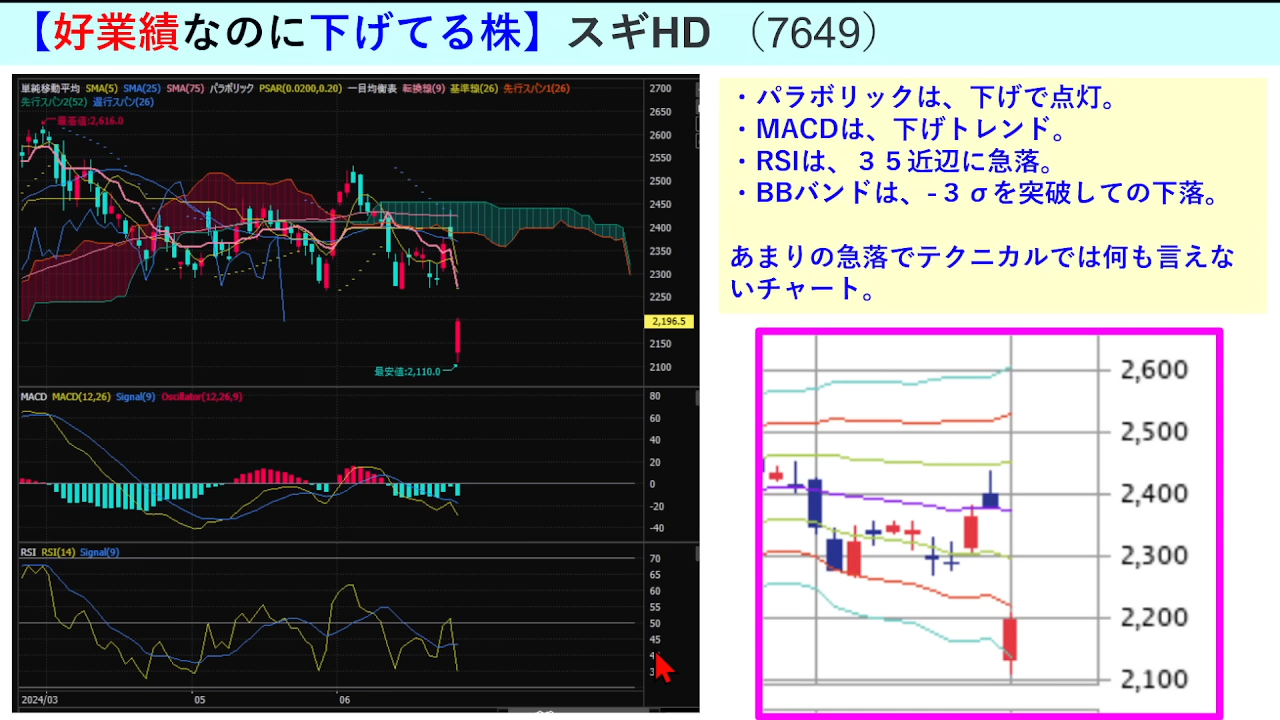 【好業績なのに下げてる株】スギHD （7649）
単純移動平均 SMA(5) SMA(25) SMA(75) パラボリック PSAR(0.0200,0.20) 一目均衡表 転換線(9) 基準線(26) 先行スパン1(26)
先行スパン2(52) 遅行スパン(26)
最高値:2,616.0
2700
2650
2600
2550
2500
2450
2400
2350
2300
2250
2,196.5
2150
2100
最安値:2,110.0
MACD MACD(12,26) Signal(9) Oscillator(12,26,9)
80
60
40
20
0
-20
-40
RSI RSI(14) Signal(9)
70
65
60
55
50
45
2024/03
05
06
・パラボリックは、下げで点灯。
・MACDは、下げトレンド。
・RSIは、３５近辺に急落。
・BBバンドは、-３σを突破しての下落。
あまりの急落でテクニカルでは何も言えな
いチャート。
2,600
2,500
2,400
2,300
2,200
2,100